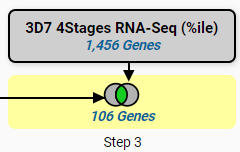 3D7 4Stages RNA-Seq (%ile)
1,456 Genes
106 Genes
Step 3